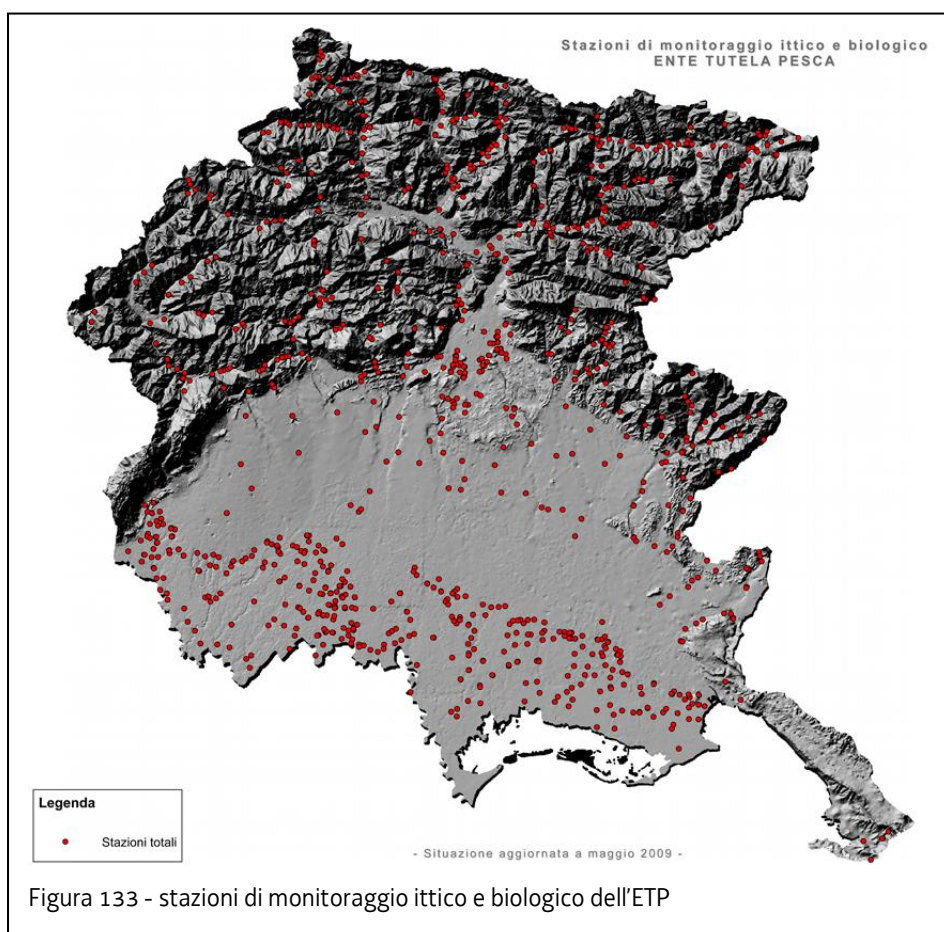 Stazioni di monitoraggio ittico e biologico
ENTE TUTELA PESCA
Legenda
Stazioni totali
- Situazione aggiornata a maggio 2009 -
Figura 133 - stazioni di monitoraggio ittico e biologico dell'ETP